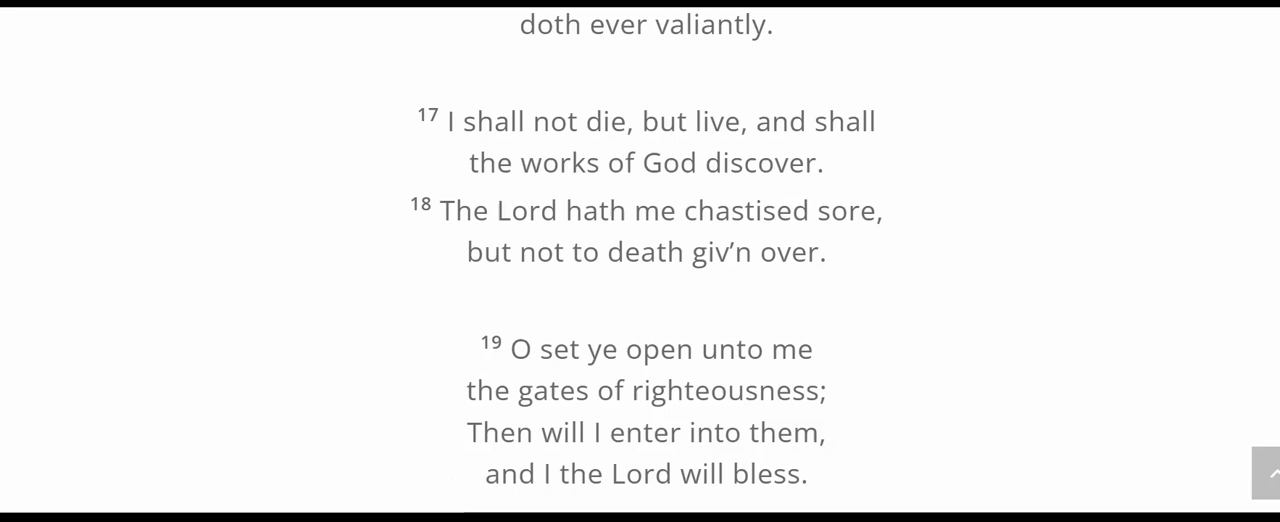 doth ever valiantly.
17 I shall not die, but live, and shall
the works of God discover.
18 The Lord hath me chastised sore,
but not to death giv’n over.
19 O set ye open unto me
the gates of righteousness;
Then will I enter into them,
and I the Lord will bless.